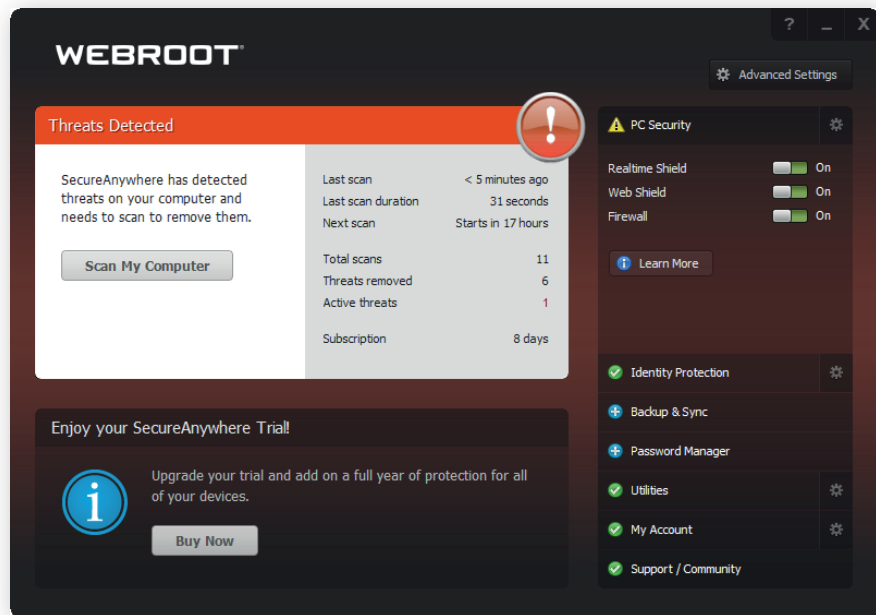 ? _ X
WEBROOT
Advanced Settings
Threats Detected
!
SecureAnywhere has detected
threats on your computer and
needs to scan to remove them.
Scan My Computer
Last scan < 5 minutes ago
Last scan duration 31 seconds
Next scan Starts in 17 hours
Total scans 11
Threats removed 6
Active threats 1
Subscription 8 days
Enjoy your SecureAnywhere Trial!
i
Upgrade your trial and add on a full year of protection for all
of your devices.
Buy Now
PC Security
Realtime Shield On
Web Shield On
Firewall On
i Learn More
Identity Protection
Backup & Sync
Password Manager
Utilities
My Account
Support / Community